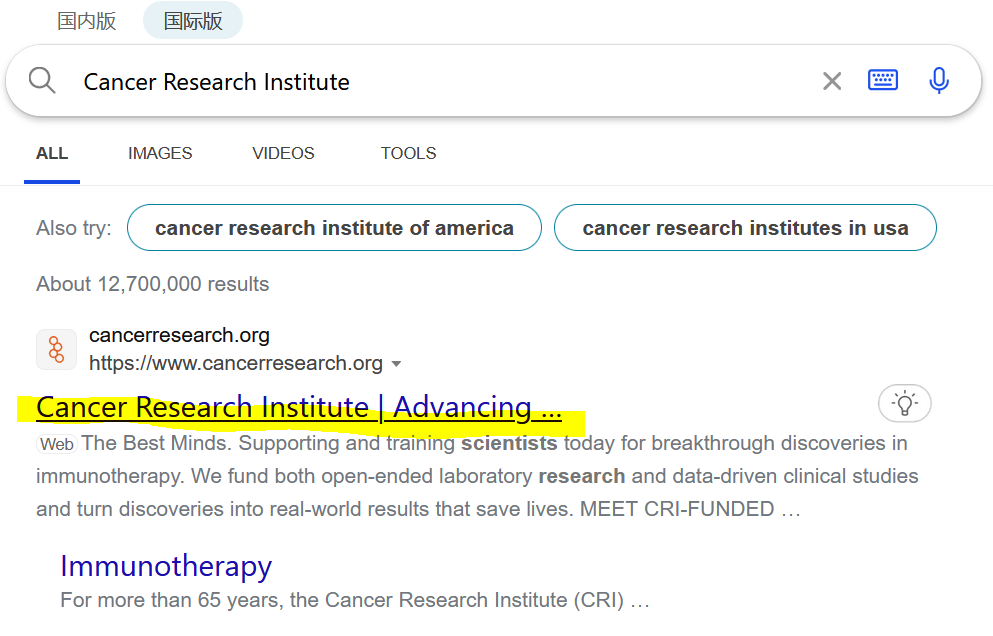 国内版 国际版
Cancer Research Institute
ALL IMAGES VIDEOS TOOLS
Also try: cancer research institute of america cancer research institutes in usa
About 12,700,000 results
cancerresearch.org
https://www.cancerresearch.org
Cancer Research Institute | Advancing ...
Web The Best Minds. Supporting and training scientists today for breakthrough discoveries in
immunotherapy. We fund both open-ended laboratory research and data-driven clinical studies
and turn discoveries into real-world results that save lives. MEET CRI-FUNDED …
Immunotherapy
For more than 65 years, the Cancer Research Institute (CRI) …